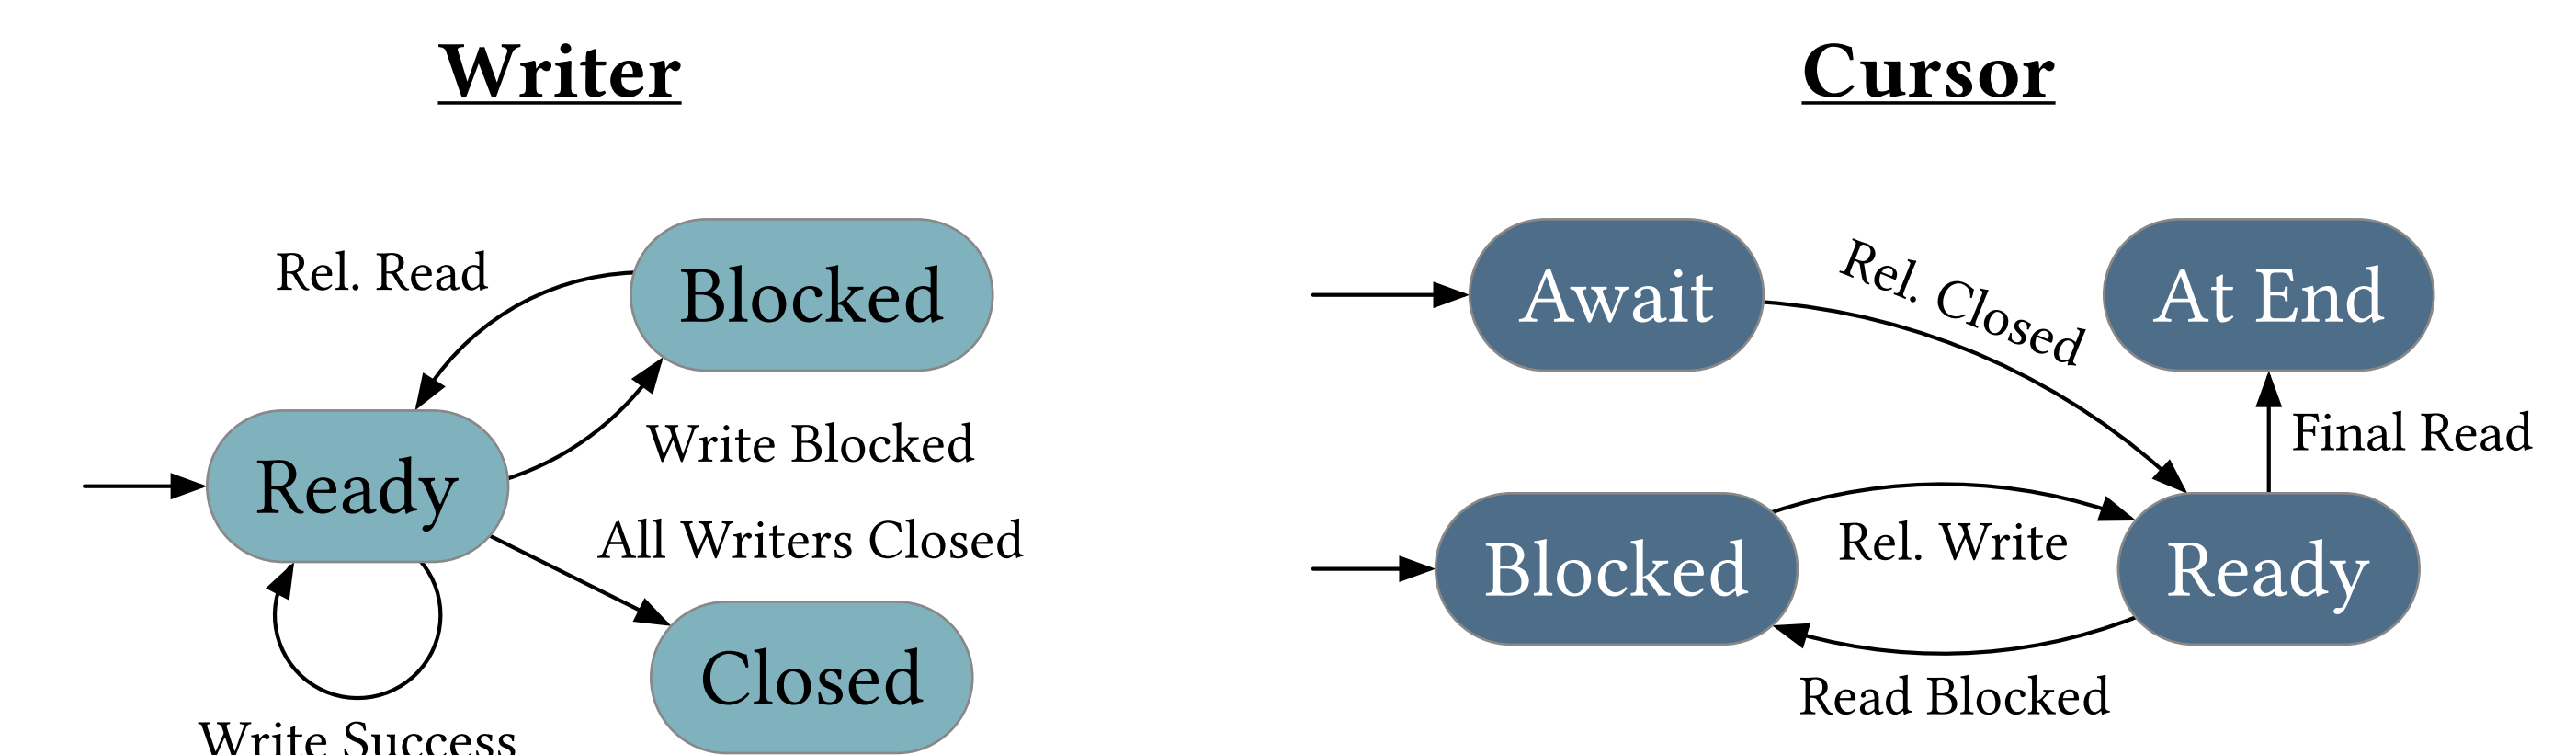 Writer
Rel. Read
Blocked
Write Blocked
Ready
All Writers Closed
Closed
Write Success
Cursor
Await
Rel. Closed
At End
Final Read
Blocked
Rel. Write
Ready
Read Blocked